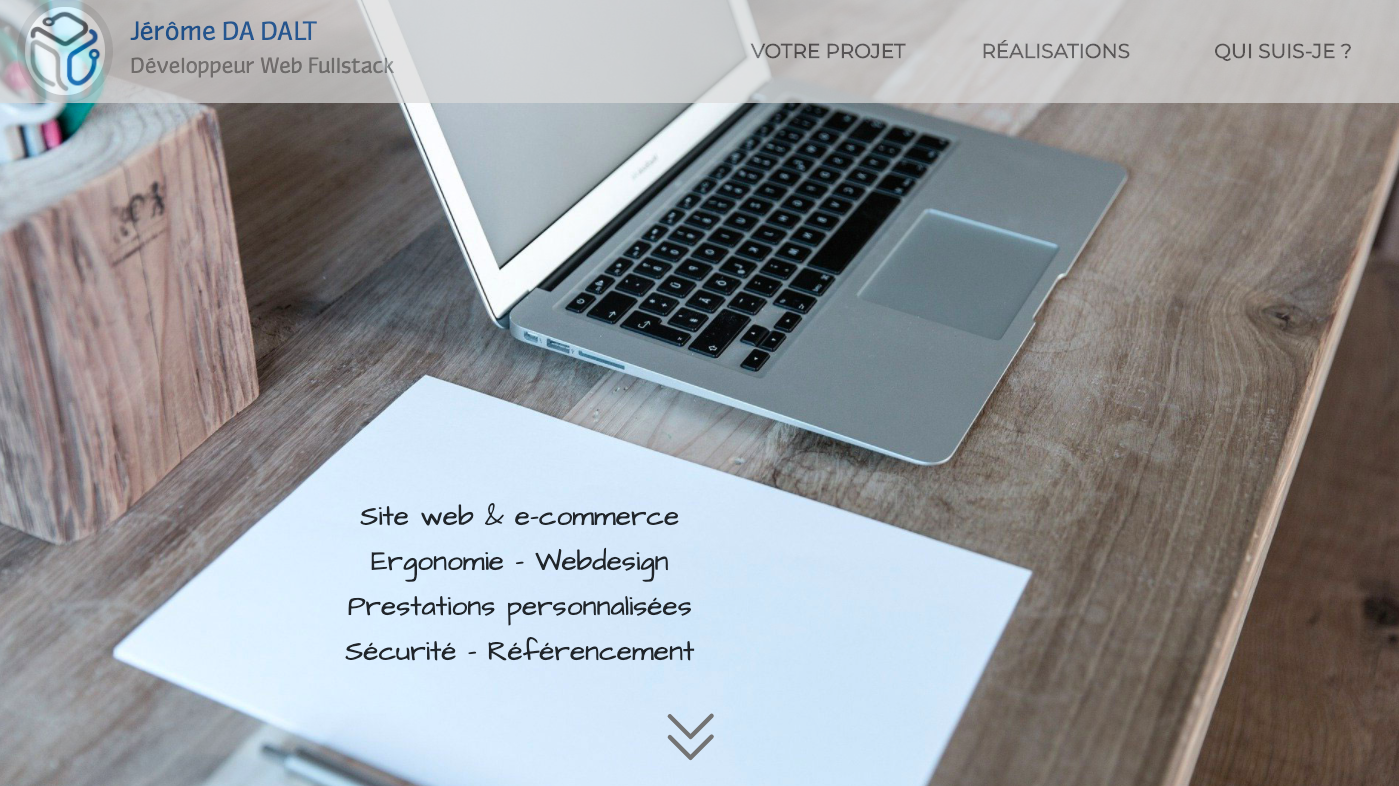 Jérôme DA DALT
Développeur Web Fullstack
VOTRE PROJET
RÉALISATIONS
QUI SUIS-JE ?
Site web & e-commerce
Ergonomie - Webdesign
Prestations personnalisées
Sécurité - Référencement